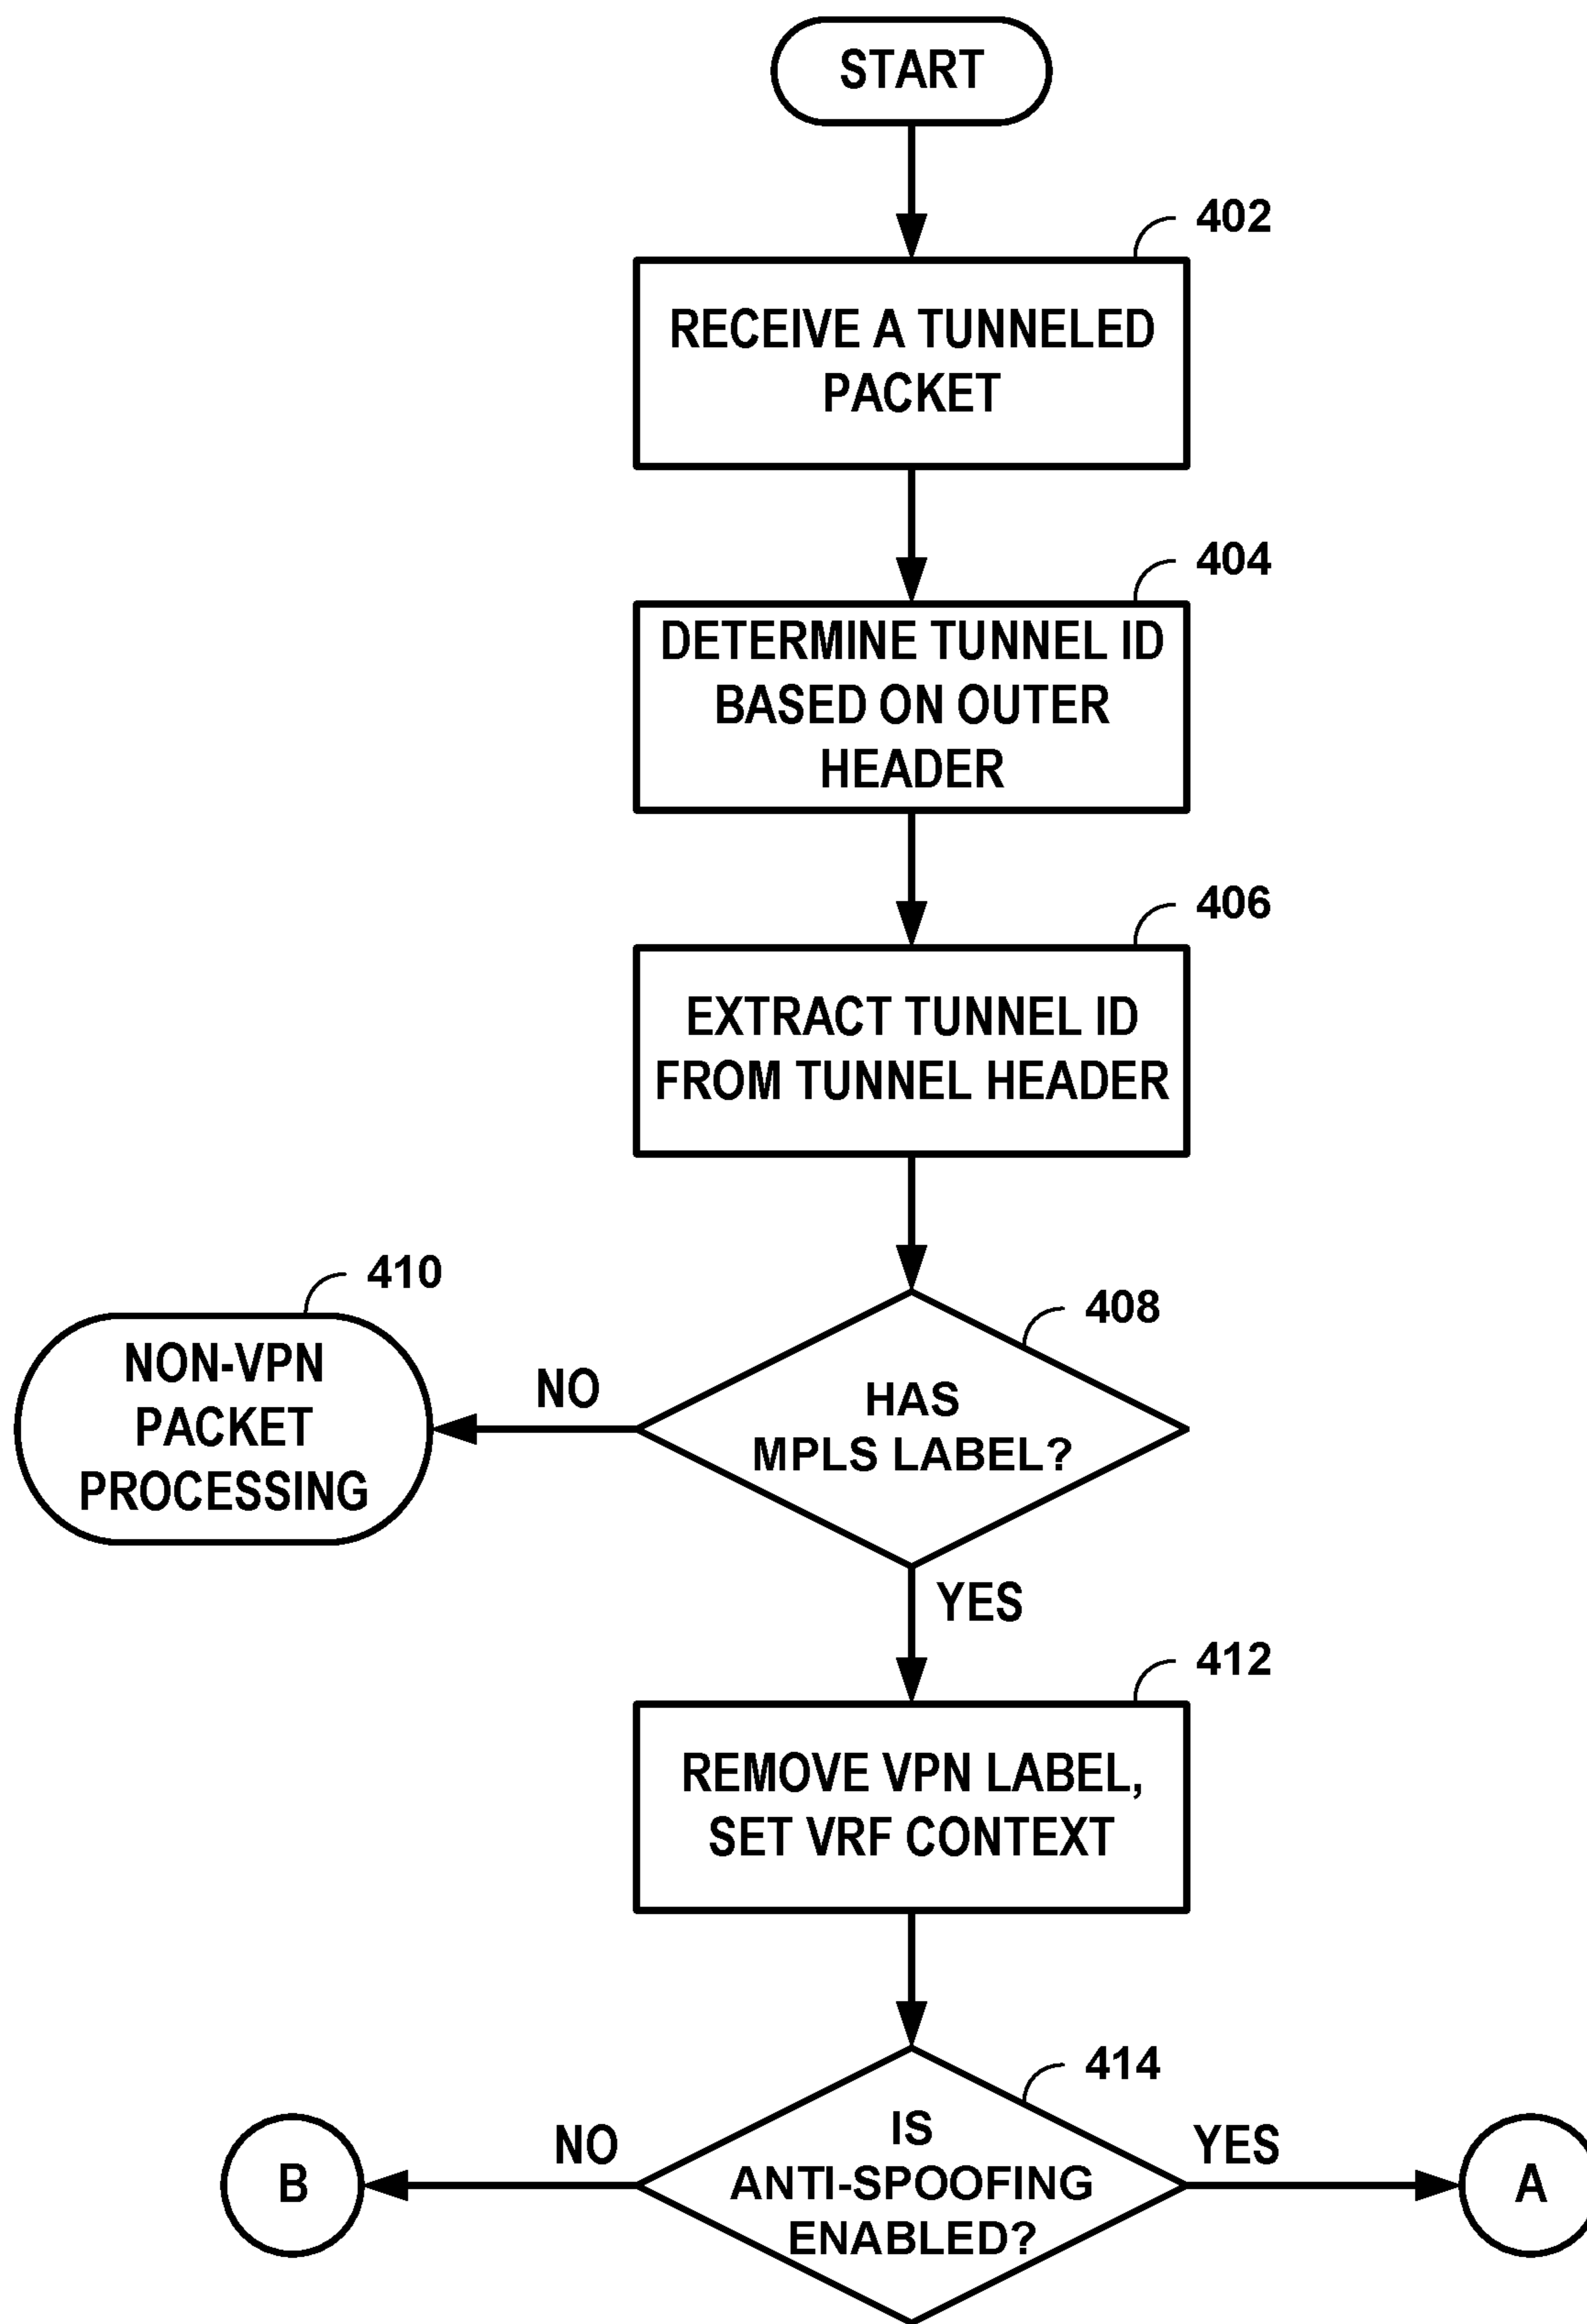 START
402
RECEIVE A TUNNELED
PACKET
404
DETERMINE TUNNEL ID
BASED ON OUTER
HEADER
406
EXTRACT TUNNEL ID
FROM TUNNEL HEADER
410
NON-VPN
PACKET
PROCESSING
NO
408
HAS
MPLS LABEL?
YES
412
REMOVE VPN LABEL,
SET VRF CONTEXT
414
IS
ANTI-SPOOFING
ENABLED?
NO
B
YES
A